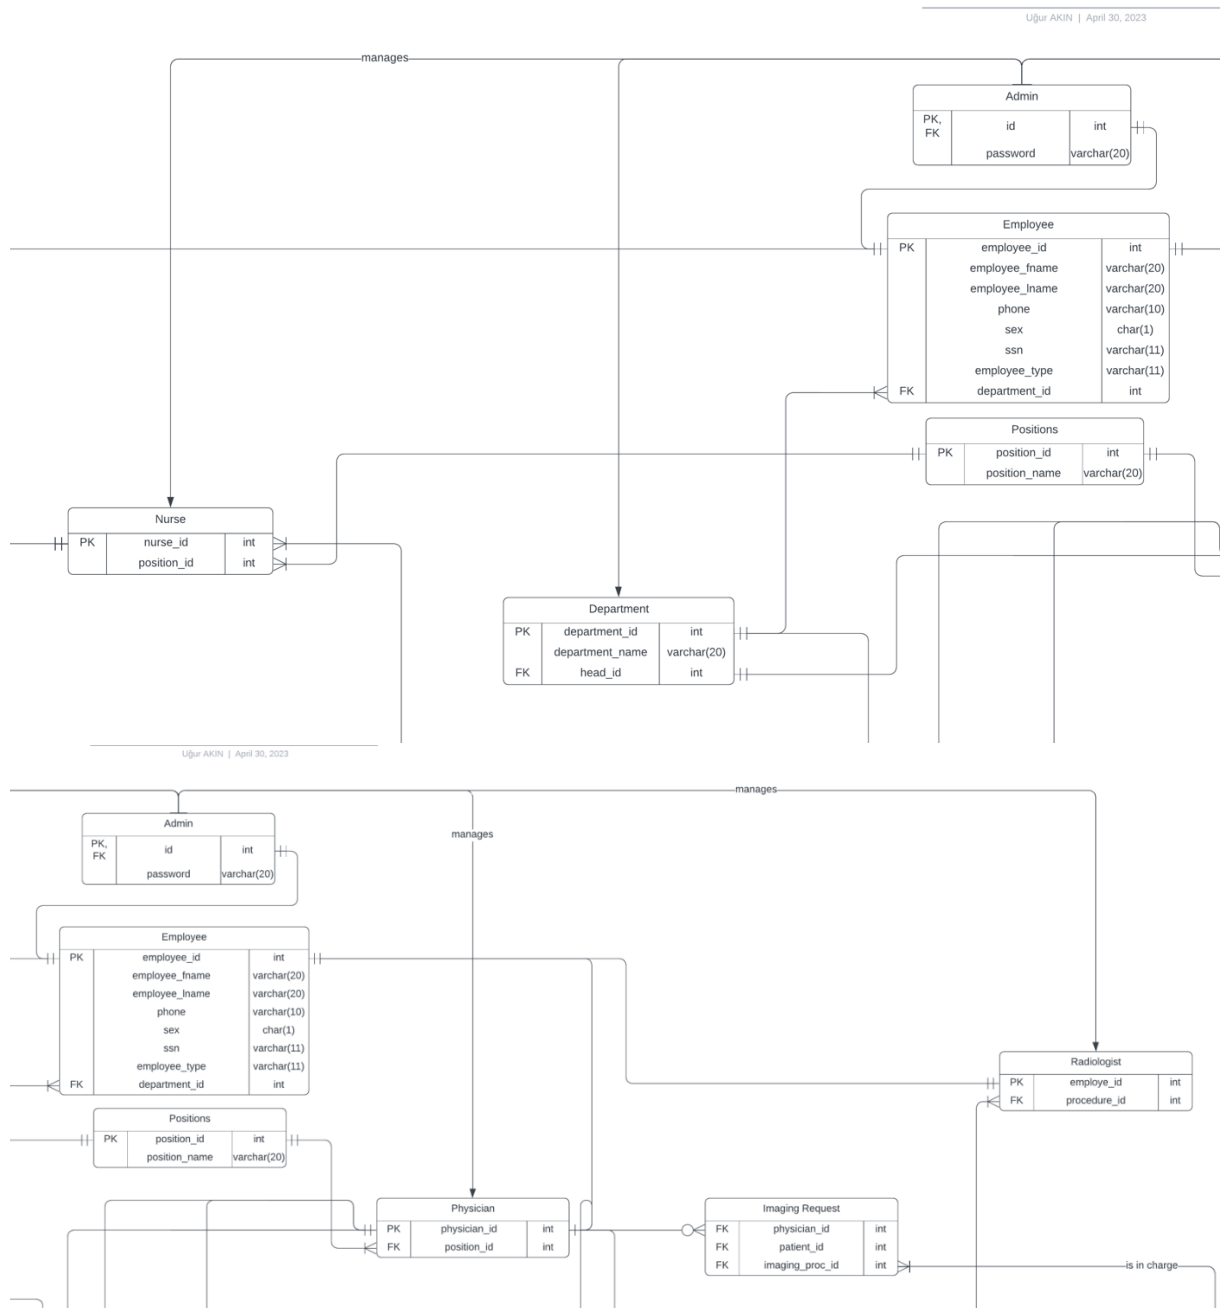 Uğur AKIN | April 30, 2023
manages
Admin
PK, FK id int
password varchar(20)
Employee
PK employee_id int
employee_fname varchar(20)
employee_lname varchar(20)
phone varchar(10)
sex char(1)
ssn varchar(11)
employee_type varchar(11)
FK department_id int
Positions
PK position_id int
position_name varchar(20)
Nurse
PK nurse_id int
position_id int
Department
PK department_id int
department_name varchar(20)
FK head_id int
Uğur AKIN | April 30, 2023
manages
manages
Admin
PK, FK id int
password varchar(20)
Employee
PK employee_id int
employee_fname varchar(20)
employee_lname varchar(20)
phone varchar(10)
sex char(1)
ssn varchar(11)
employee_type varchar(11)
FK department_id int
Radiologist
PK employe_id int
FK procedure_id int
Positions
PK position_id int
position_name varchar(20)
Physician
PK physician_id int
FK position_id int
Imaging Request
FK physician_id int
FK patient_id int
FK imaging_proc_id int
is in charge